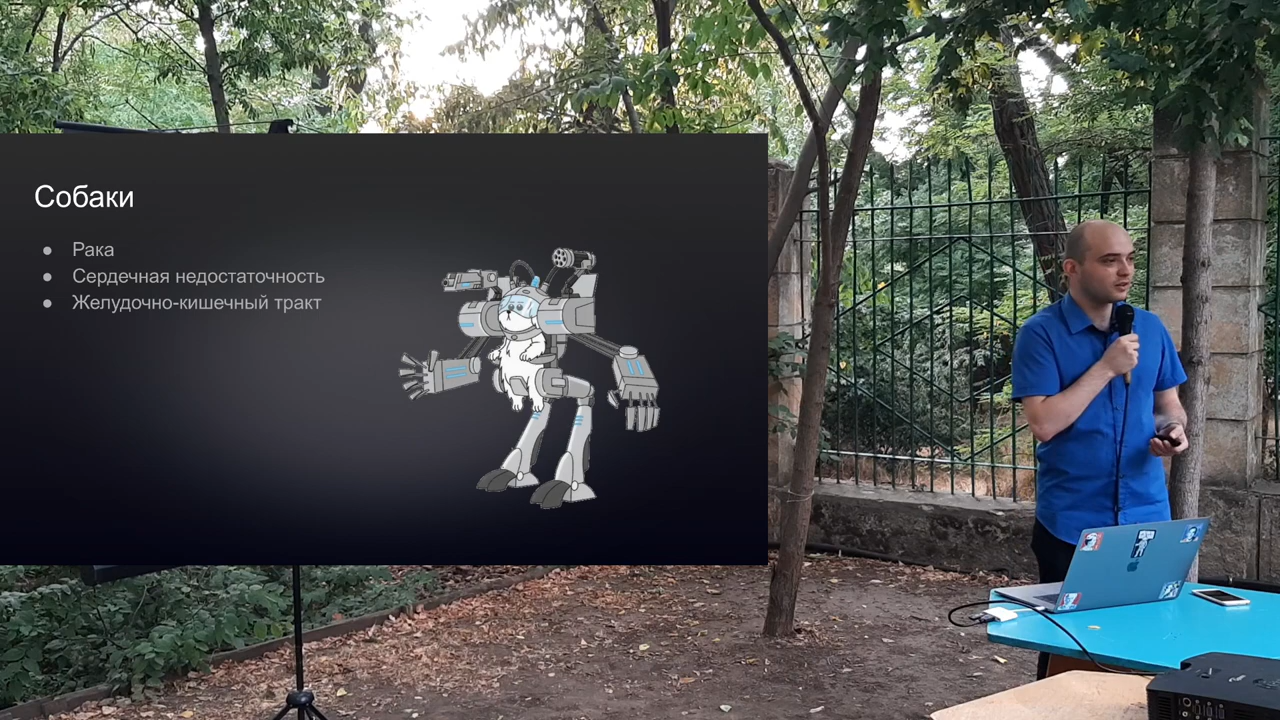 Собаки
Рака
Сердечная недостаточность
Желудочно-кишечный тракт